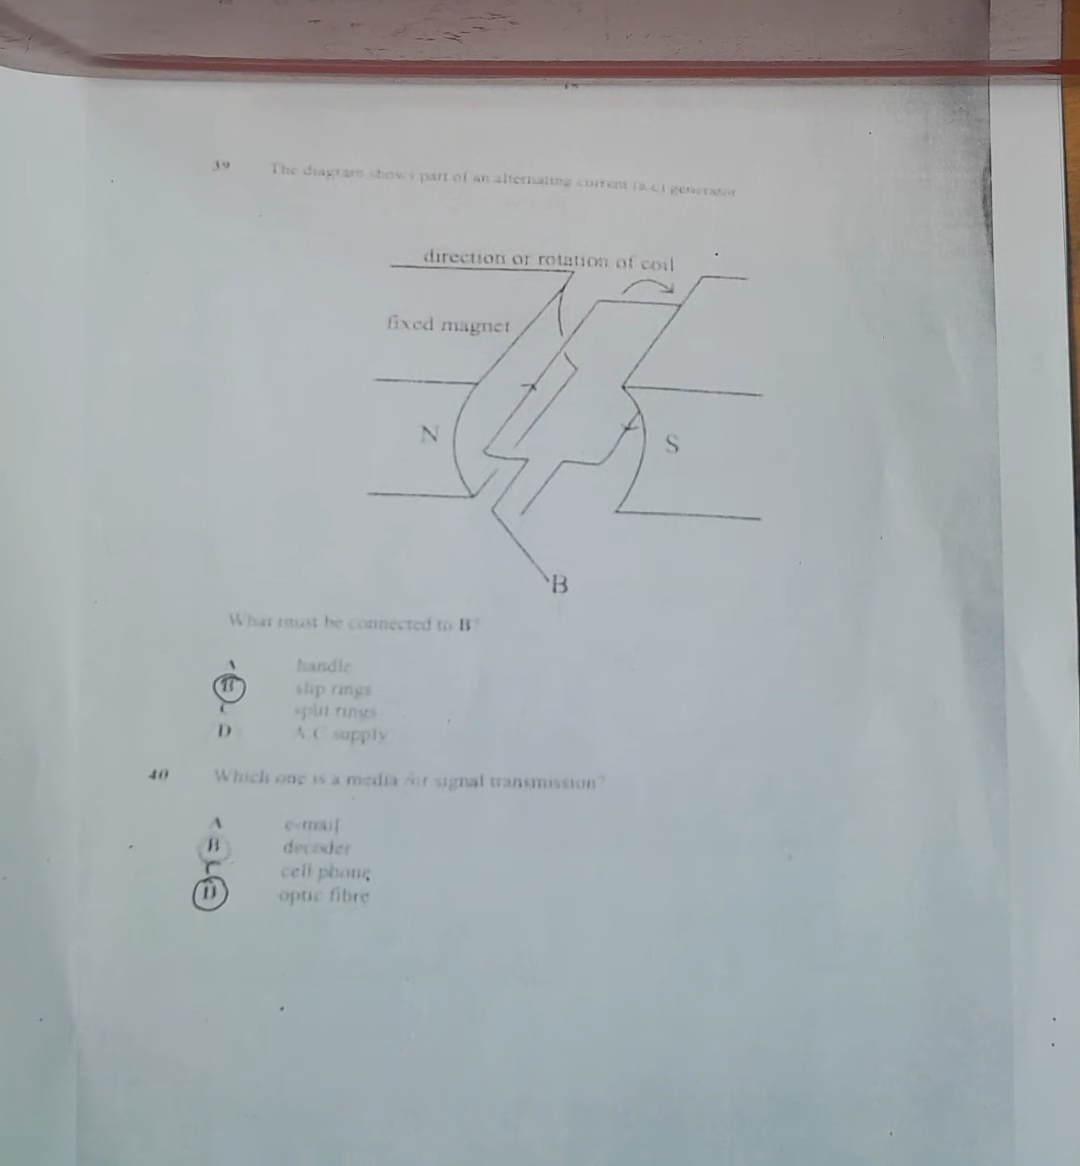 39 The diagram shows part of an alternating current (a.c) generator
direction or rotation of coil
fixed magnet
N
S
B
What must be connected to B?
A handle
B slip rings
C split rings
D A.C supply
40 Which one is a media for signal transmission?
A e-mail
B decoder
C cell phone
D optic fibre